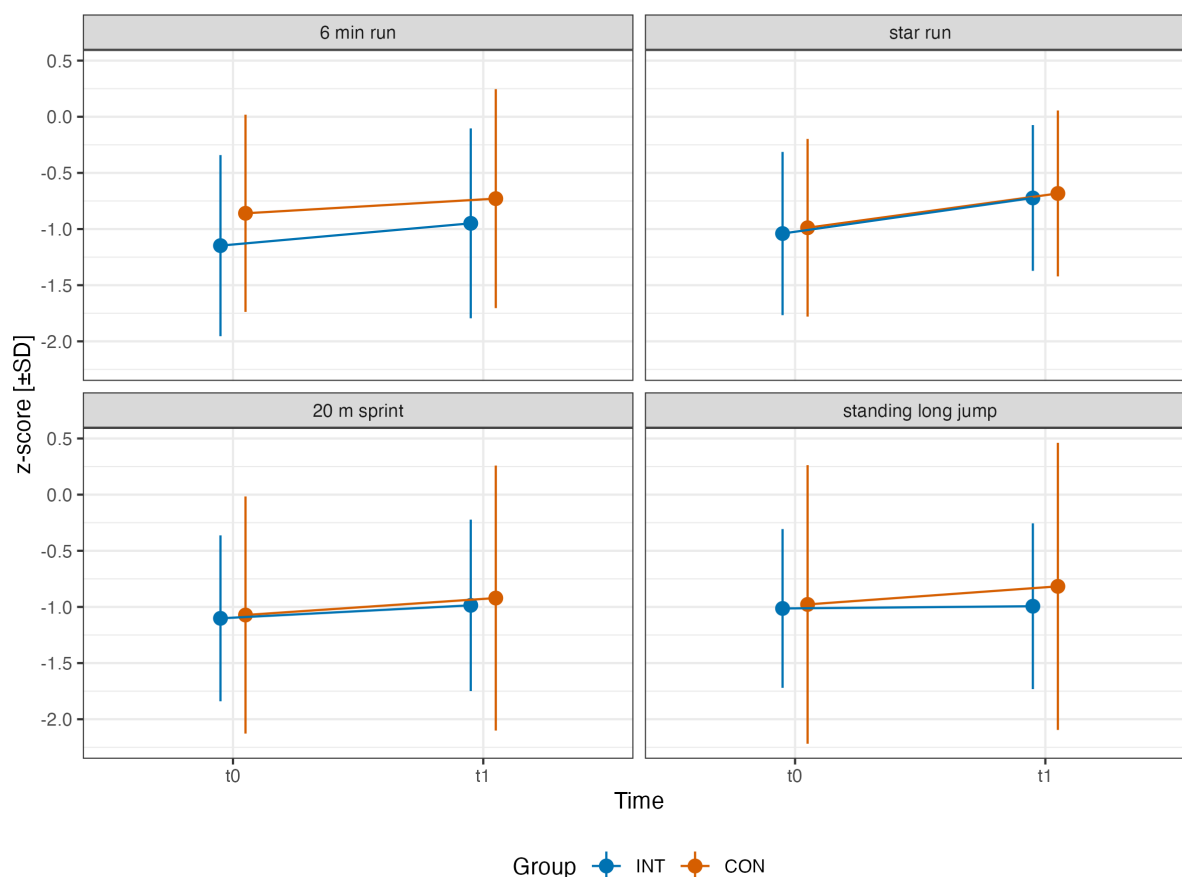 6 min run
star run
0.5
0.0
-0.5
-1.0
-1.5
-2.0
20 m sprint
standing long jump
0.5
0.0
-0.5
-1.0
-1.5
-2.0
z-score [±SD]
t0
t1
t0
t1
Time
Group INT CON